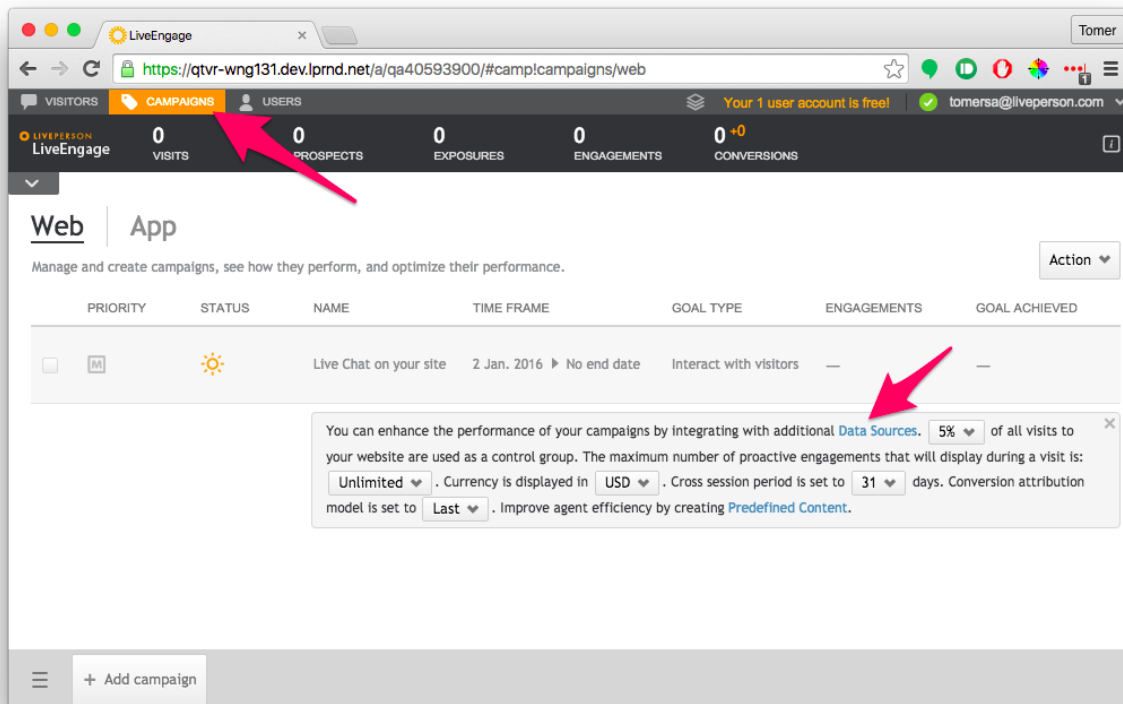 LiveEngage
Tomer
https://qtvr-wng131.dev.lprnd.net/a/qa40593900/#camp!campaigns/web
1
VISITORS CAMPAIGNS USERS Your 1 user account is free! tomersa@liveperson.com
LIVEPERSON
LiveEngage
0 0 0 0 0 +0
VISITS PROSPECTS EXPOSURES ENGAGEMENTS CONVERSIONS
Web App
Manage and create campaigns, see how they perform, and optimize their performance.
Action
PRIORITY STATUS NAME TIME FRAME GOAL TYPE ENGAGEMENTS GOAL ACHIEVED
M Live Chat on your site 2 Jan. 2016 No end date Interact with visitors — —
You can enhance the performance of your campaigns by integrating with additional Data Sources. 5% of all visits to
your website are used as a control group. The maximum number of proactive engagements that will display during a visit is:
Unlimited . Currency is displayed in USD . Cross session period is set to 31 days. Conversion attribution
model is set to Last . Improve agent efficiency by creating Predefined Content.
+ Add campaign